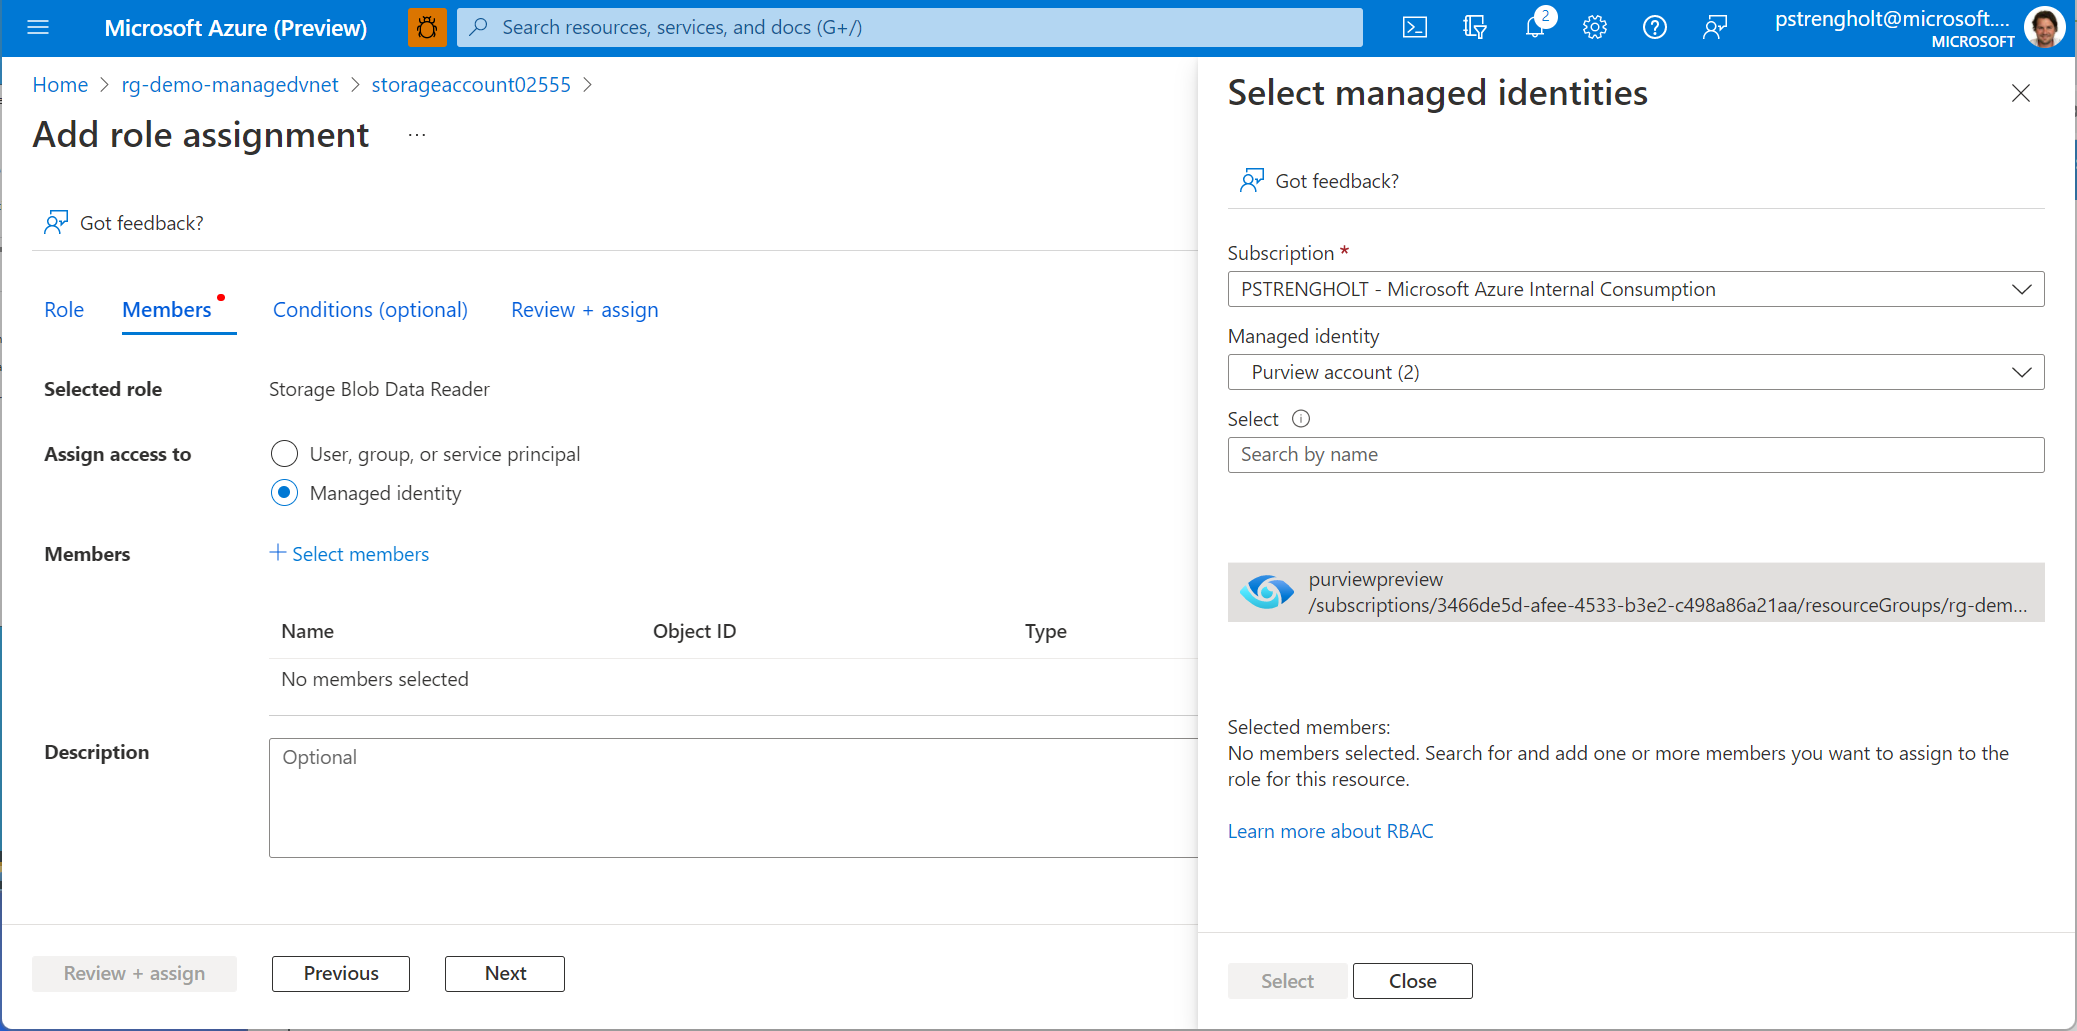 Microsoft Azure (Preview)
Search resources, services, and docs (G+/)
2
pstrengholt@microsoft....
MICROSOFT
Home > rg-demo-managedvnet > storageaccount02555 >
Add role assignment ...
Got feedback?
Role Members Conditions (optional) Review + assign
Selected role Storage Blob Data Reader
Assign access to User, group, or service principal
Managed identity
Members + Select members
Name Object ID Type
No members selected
Description Optional
Review + assign Previous Next
Select managed identities
Got feedback?
Subscription *
PSTRENGHOLT - Microsoft Azure Internal Consumption
Managed identity
Purview account (2)
Select
Search by name
purviewpreview
/subscriptions/3466de5d-afee-4533-b3e2-c498a86a21aa/resourceGroups/rg-dem...
Selected members:
No members selected. Search for and add one or more members you want to assign to the
role for this resource.
Learn more about RBAC
Select Close